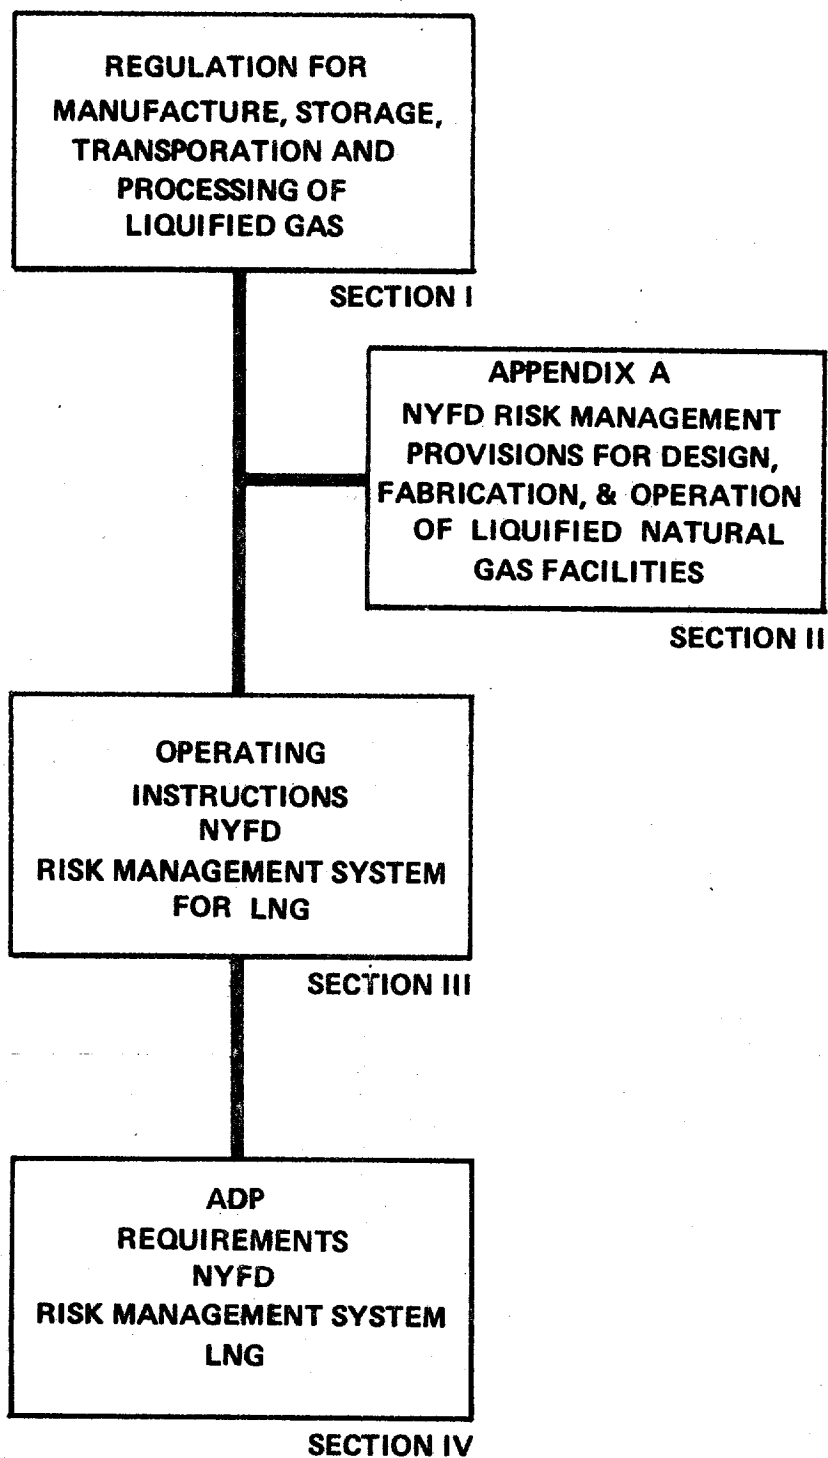 REGULATION FOR
MANUFACTURE, STORAGE,
TRANSPORATION AND
PROCESSING OF
LIQUIFIED GAS
SECTION I
APPENDIX A
NYFD RISK MANAGEMENT
PROVISIONS FOR DESIGN,
FABRICATION, & OPERATION
OF LIQUIFIED NATURAL
GAS FACILITIES
SECTION II
OPERATING
INSTRUCTIONS
NYFD
RISK MANAGEMENT SYSTEM
FOR LNG
SECTION III
ADP
REQUIREMENTS
NYFD
RISK MANAGEMENT SYSTEM
LNG
SECTION IV